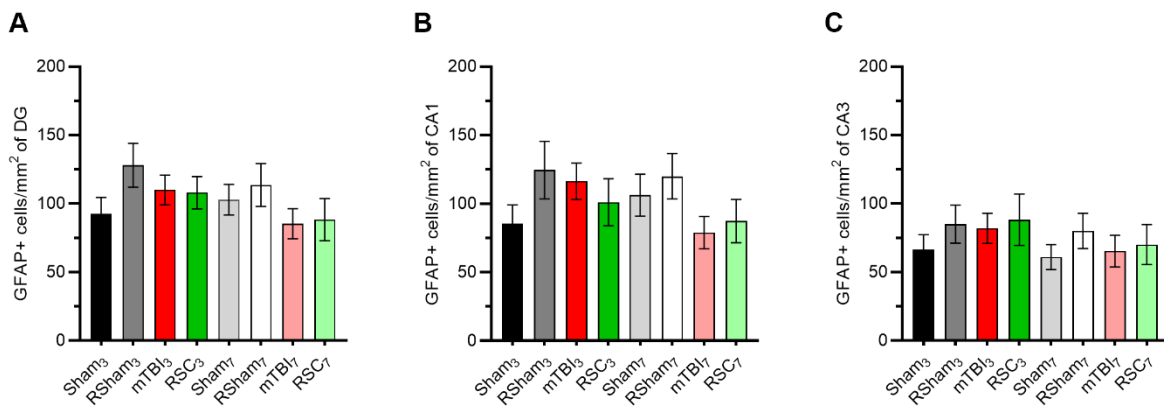 A
GFAP+ cells/mm² of DG
200
150
100
50
0
Sham₃
RSham₃
mTBI₃
RSC₃
Sham₇
RSham₇
mTBI₇
RSC₇
B
GFAP+ cells/mm² of CA1
200
150
100
50
0
Sham₃
RSham₃
mTBI₃
RSC₃
Sham₇
RSham₇
mTBI₇
RSC₇
C
GFAP+ cells/mm² of CA3
200
150
100
50
0
Sham₃
RSham₃
mTBI₃
RSC₃
Sham₇
RSham₇
mTBI₇
RSC₇